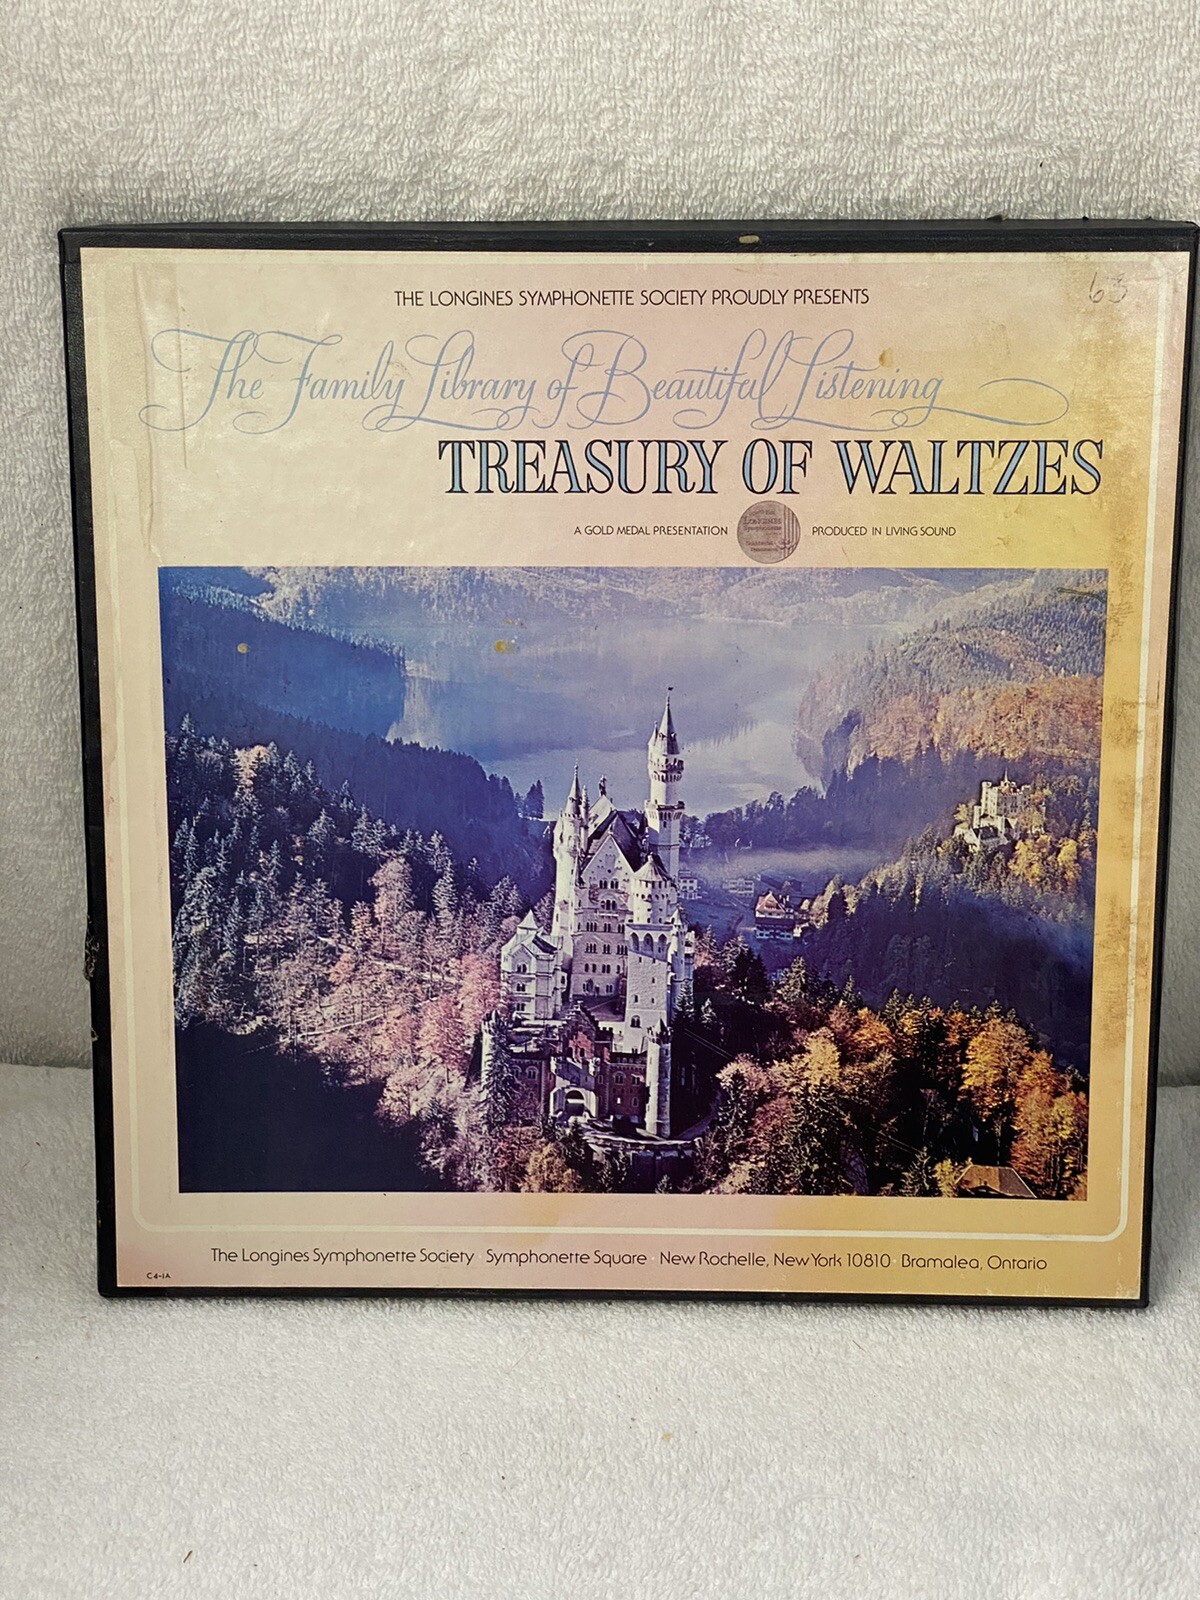 63
THE LONGINES SYMPHONETTE SOCIETY PROUDLY PRESENTS
The Family Library of Beautiful Listening
TREASURY OF WALTZES
A GOLD MEDAL PRESENTATION PRODUCED IN LIVING SOUND
The Longines Symphonette Society · Symphonette Square · New Rochelle, New York 10810 · Bramalea, Ontario
C4-1A